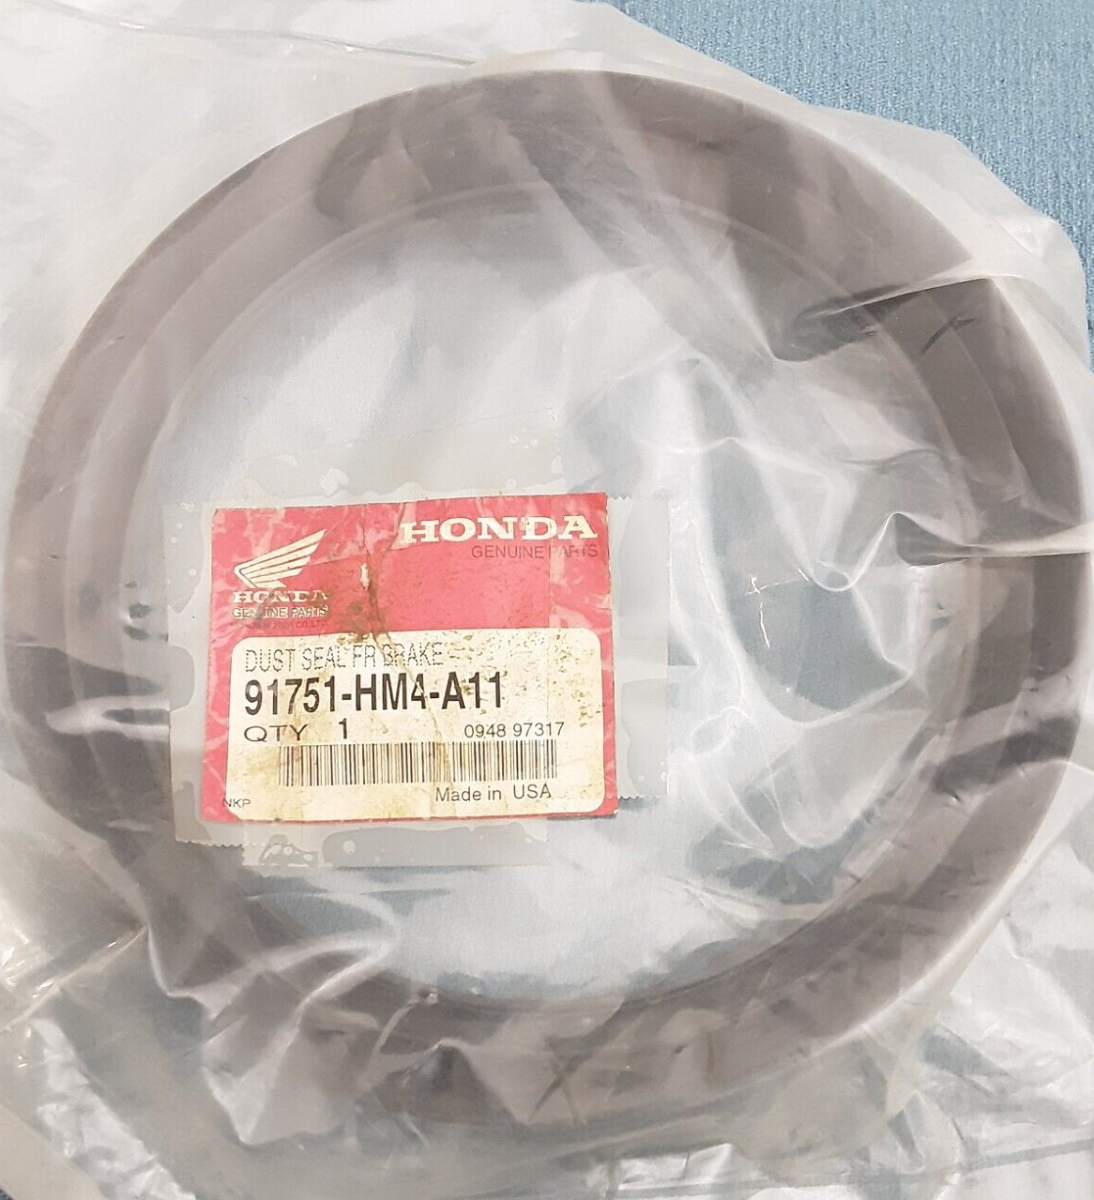 HONDA
GENUINE PARTS
HONDA
GENUINE PARTS
DUST SEAL FR BRAKE
91751-HM4-A11
QTY 1
0948 97317
Made in USA
NKP